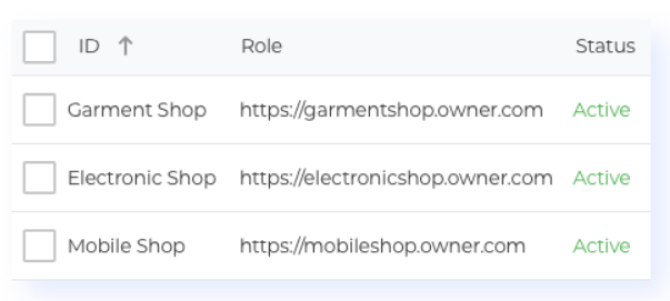 ID ↑ Role Status
Garment Shop https://garmentshop.owner.com Active
Electronic Shop https://electronicshop.owner.com Active
Mobile Shop https://mobileshop.owner.com Active